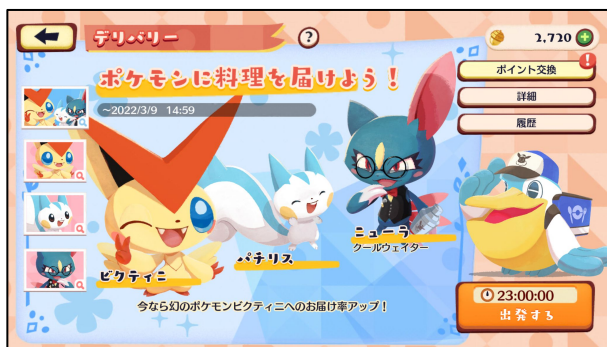 デリバリー
?
2,720
ポケモンに料理を届けよう!
ポイント交換
!
~2022/3/9 14:59
詳細
履歴
ニューラ
クールウェイター
パチリス
ビクティニ
今なら幻のポケモンビクティニへのお届け率アップ!
23:00:00
出発する